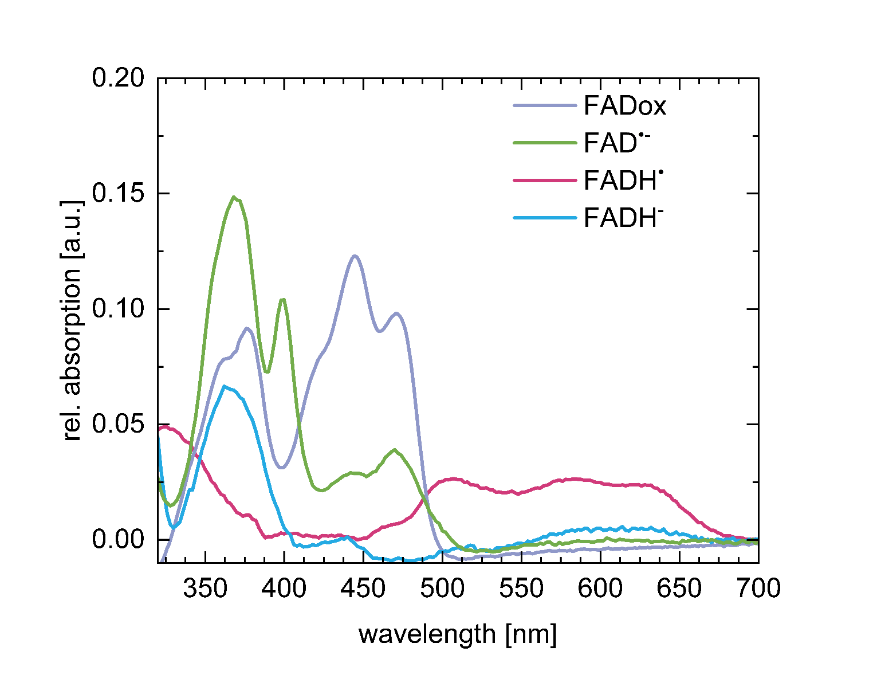 0.20
0.15
0.10
0.05
0.00
rel. absorption [a.u.]
FADox
FAD•-
FADH•
FADH-
350 400 450 500 550 600 650 700
wavelength [nm]